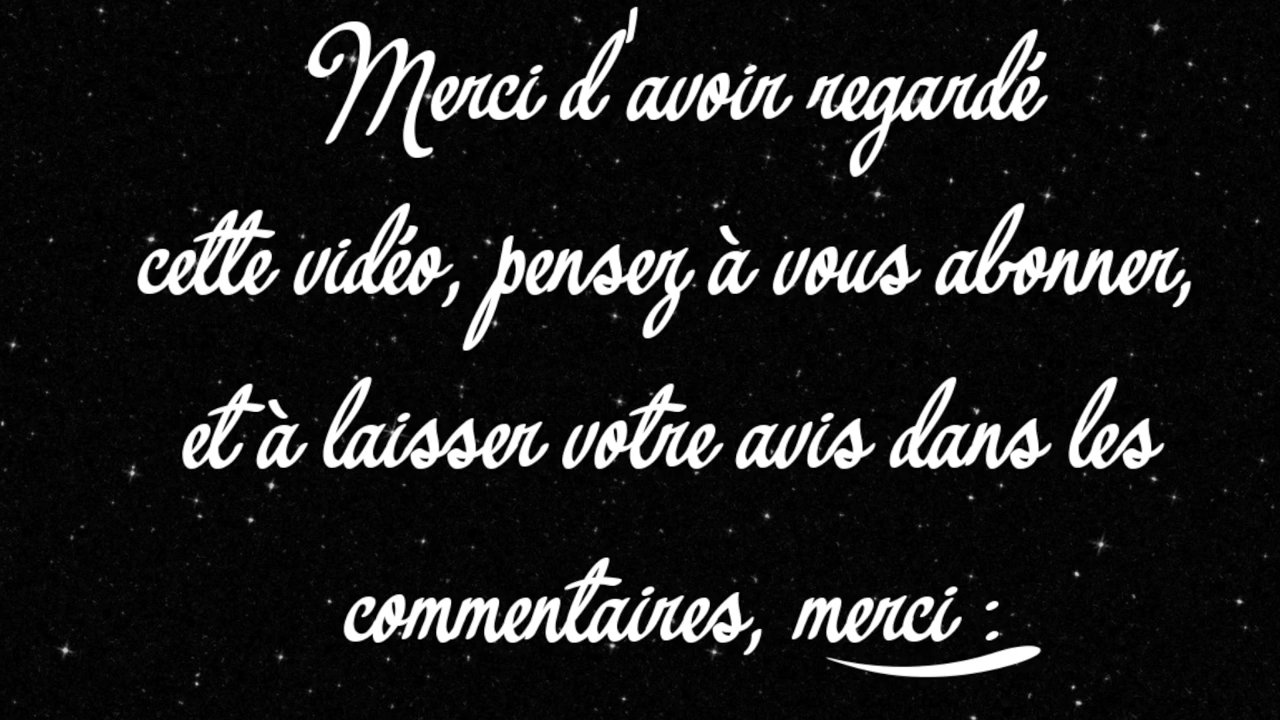 Merci d'avoir regardé
cette vidéo, pensez à vous abonner,
et à laisser votre avis dans les
commentaires, merci :